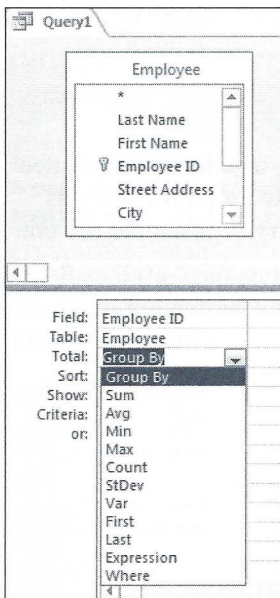 Query1
Employee
*
Last Name
First Name
Employee ID
Street Address
City
Field: Employee ID
Table: Employee
Total: Group By
Sort: Group By
Show: Sum
Criteria: Avg
or: Min
Max
Count
StDev
Var
First
Last
Expression
Where